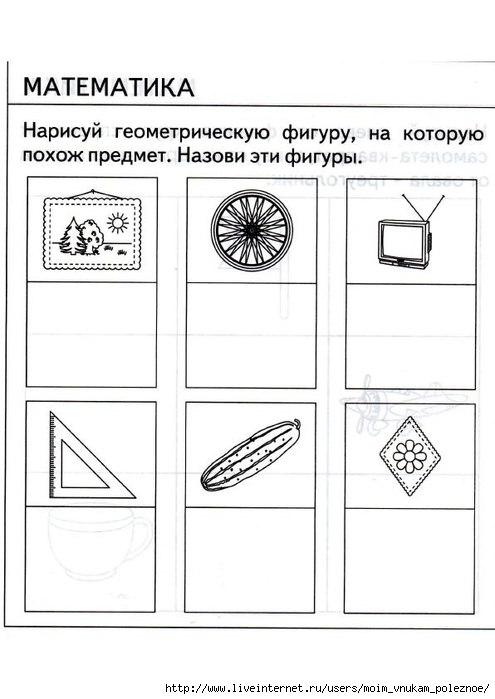 МАТЕМАТИКА
Нарисуй геометрическую фигуру, на которую
похож предмет. Назови эти фигуры.
http://www.liveinternet.ru/users/moim_vnukam_poleznoe/